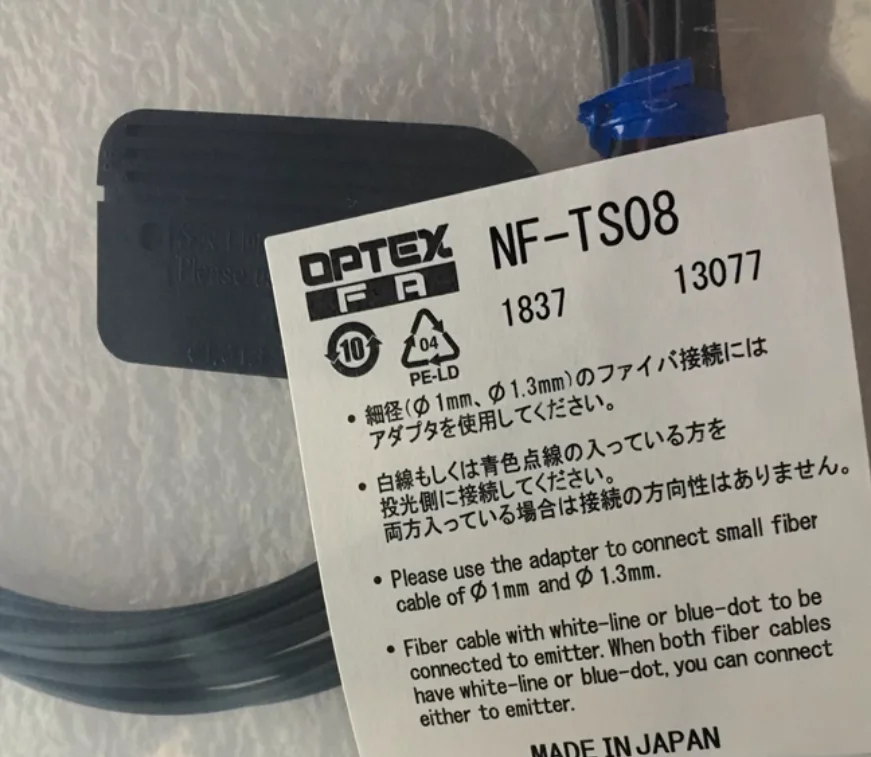 OPTEX
FA
NF-TS08
1837 13077
10
04
PE-LD
• 細径(Φ1mm、Φ1.3mm)のファイバ接続には
アダプタを使用してください。
• 白線もしくは青色点線の入っている方を
投光側に接続してください。
両方入っている場合は接続の方向性はありません。
• Please use the adapter to connect small fiber
cable of Φ1mm and Φ 1.3mm.
• Fiber cable with white-line or blue-dot to be
connected to emitter. When both fiber cables
have white-line or blue-dot, you can connect
either to emitter.
MADE IN JAPAN
Please